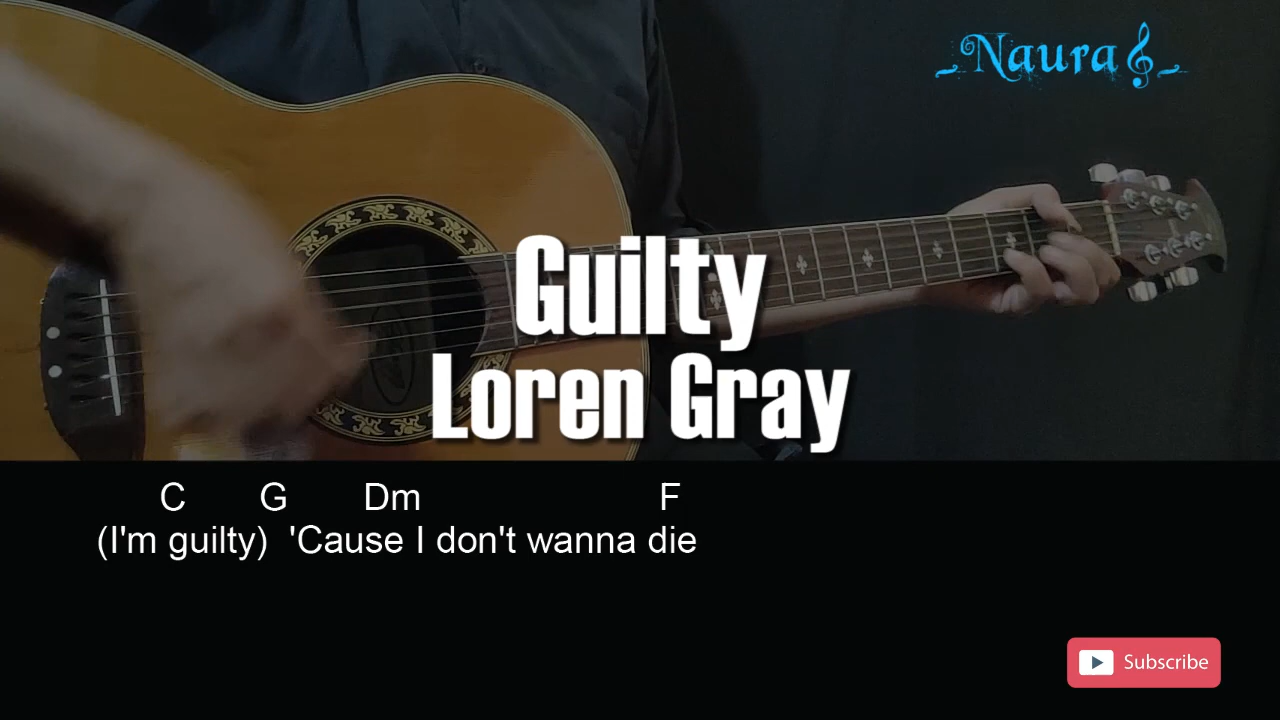 Naura
Guilty
Loren Gray
C G Dm F
(I'm guilty) 'Cause I don't wanna die
Subscribe